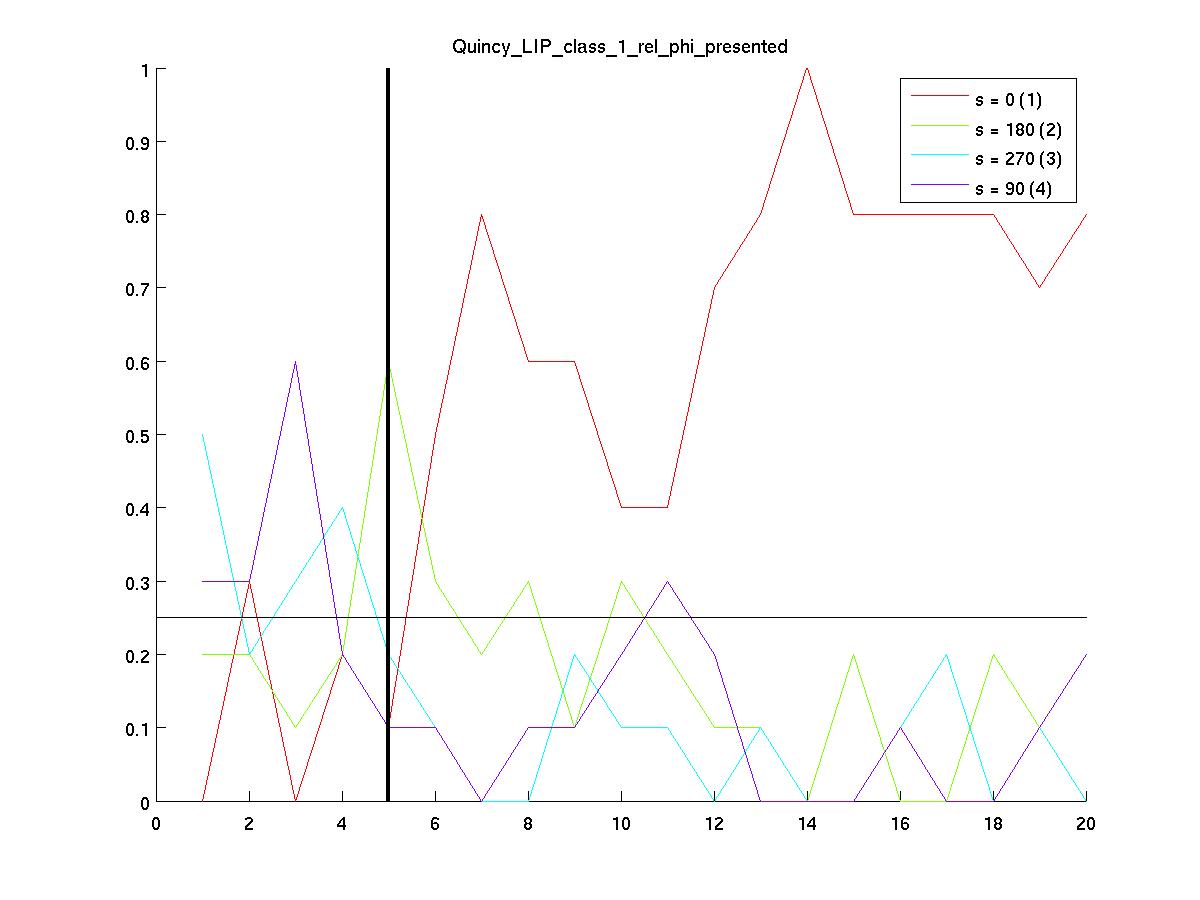 Quincy_LIP_class_1_rel_phi_presented
1
0.9
0.8
0.7
0.6
0.5
0.4
0.3
0.2
0.1
0
0 2 4 6 8 10 12 14 16 18 20
s = 0 (1)
s = 180 (2)
s = 270 (3)
s = 90 (4)